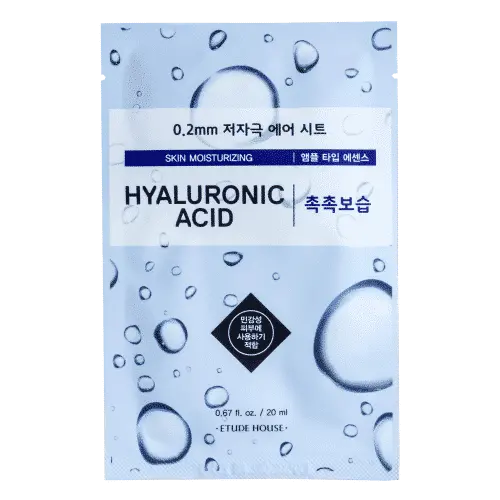 0.2mm 저자극 에어 시트
SKIN MOISTURIZING | 앰플 타입 에센스
HYALURONIC
ACID
촉촉보습
민감성
피부에
사용하기
적합
0.67 fl. oz. / 20 ml
·ETUDE HOUSE·